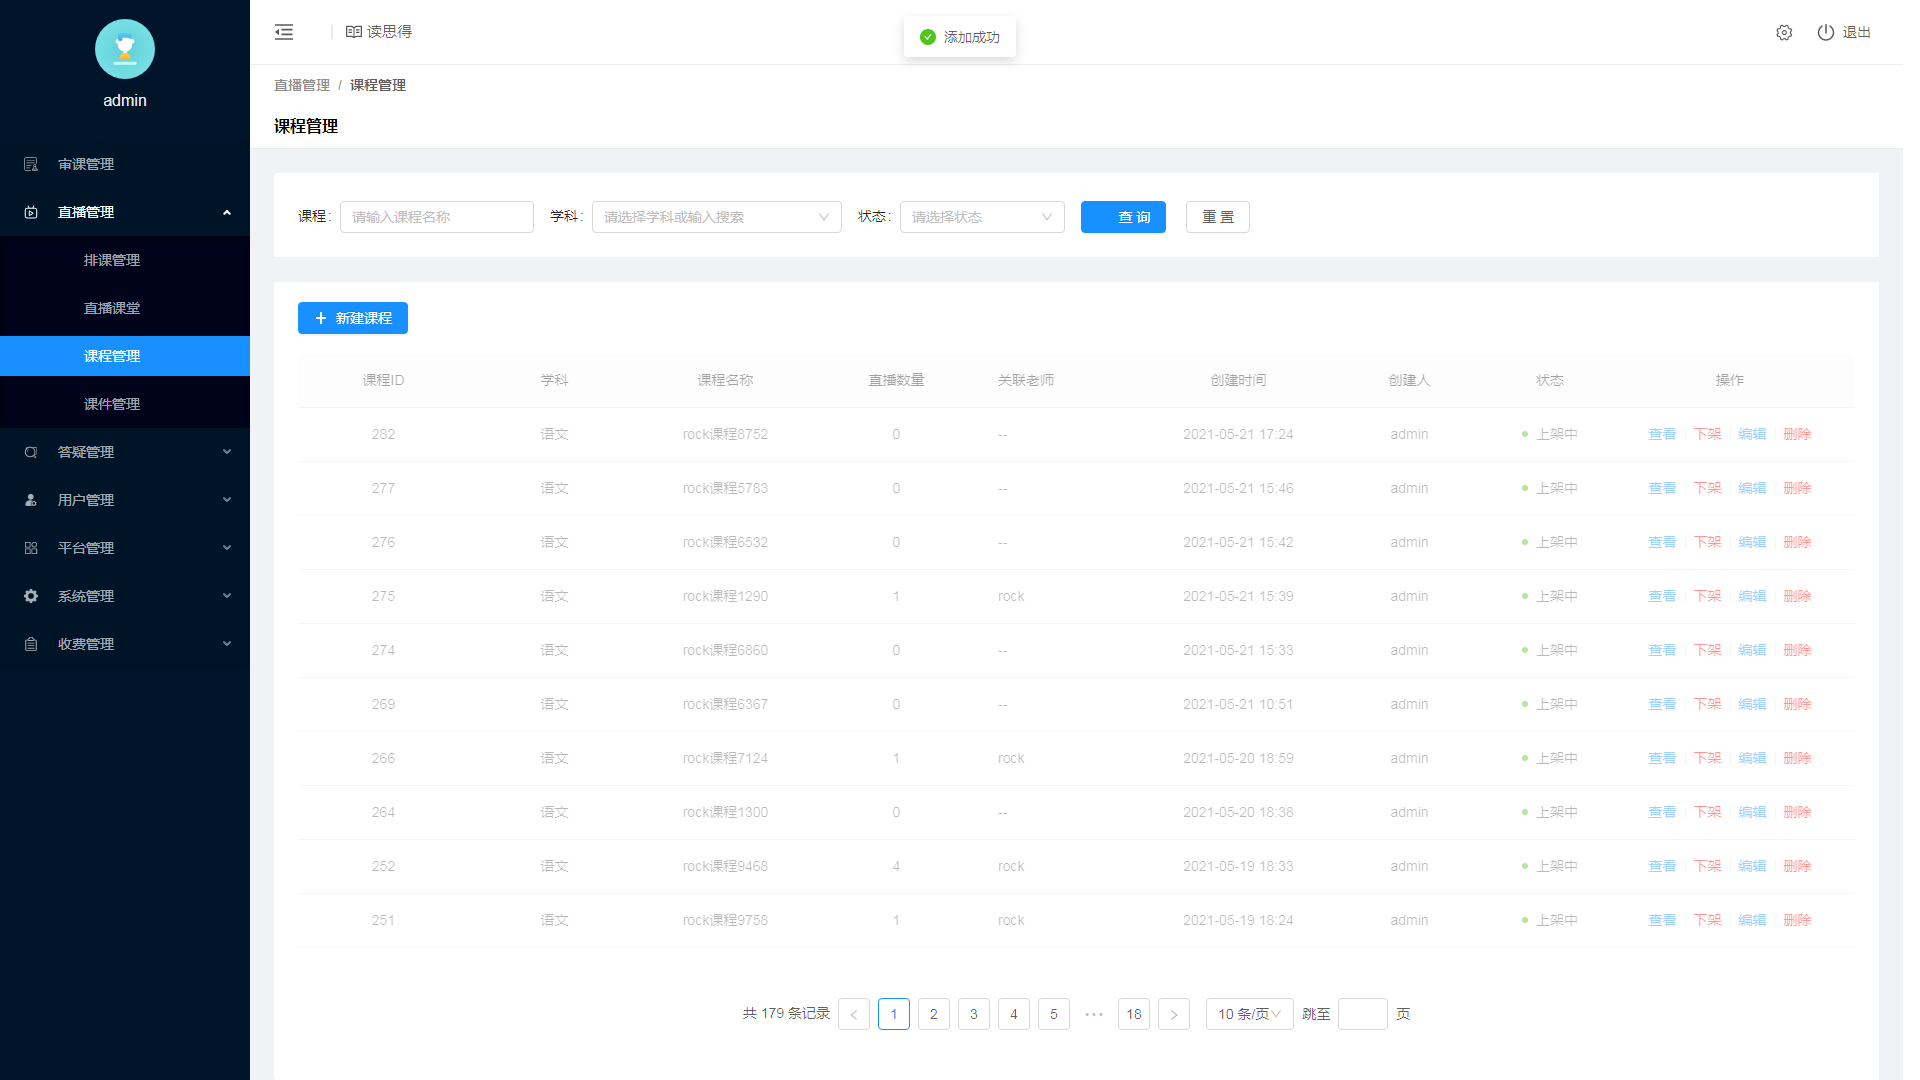 admin
审课管理
直播管理
排课管理
直播课堂
课程管理
课件管理
答疑管理
用户管理
平台管理
系统管理
收费管理
读思得
添加成功
退出
直播管理 / 课程管理
课程管理
课程: 请输入课程名称 学科: 请选择学科或输入搜索 状态: 请选择状态 查 询 重 置
新建课程
课程ID 学科 课程名称 直播数量 关联老师 创建时间 创建人 状态 操作
282 语文 rock课程8752 0 -- 2021-05-21 17:24 admin 上架中 查看 下架 编辑 删除
277 语文 rock课程5783 0 -- 2021-05-21 15:46 admin 上架中 查看 下架 编辑 删除
276 语文 rock课程6532 0 -- 2021-05-21 15:42 admin 上架中 查看 下架 编辑 删除
275 语文 rock课程1290 1 rock 2021-05-21 15:39 admin 上架中 查看 下架 编辑 删除
274 语文 rock课程6860 0 -- 2021-05-21 15:33 admin 上架中 查看 下架 编辑 删除
269 语文 rock课程6367 0 -- 2021-05-21 10:51 admin 上架中 查看 下架 编辑 删除
266 语文 rock课程7124 1 rock 2021-05-20 18:59 admin 上架中 查看 下架 编辑 删除
264 语文 rock课程1300 0 -- 2021-05-20 18:38 admin 上架中 查看 下架 编辑 删除
252 语文 rock课程9468 4 rock 2021-05-19 18:33 admin 上架中 查看 下架 编辑 删除
251 语文 rock课程9758 1 rock 2021-05-19 18:24 admin 上架中 查看 下架 编辑 删除
共 179 条记录 < 1 2 3 4 5 ··· 18 > 10 条/页 跳至 页